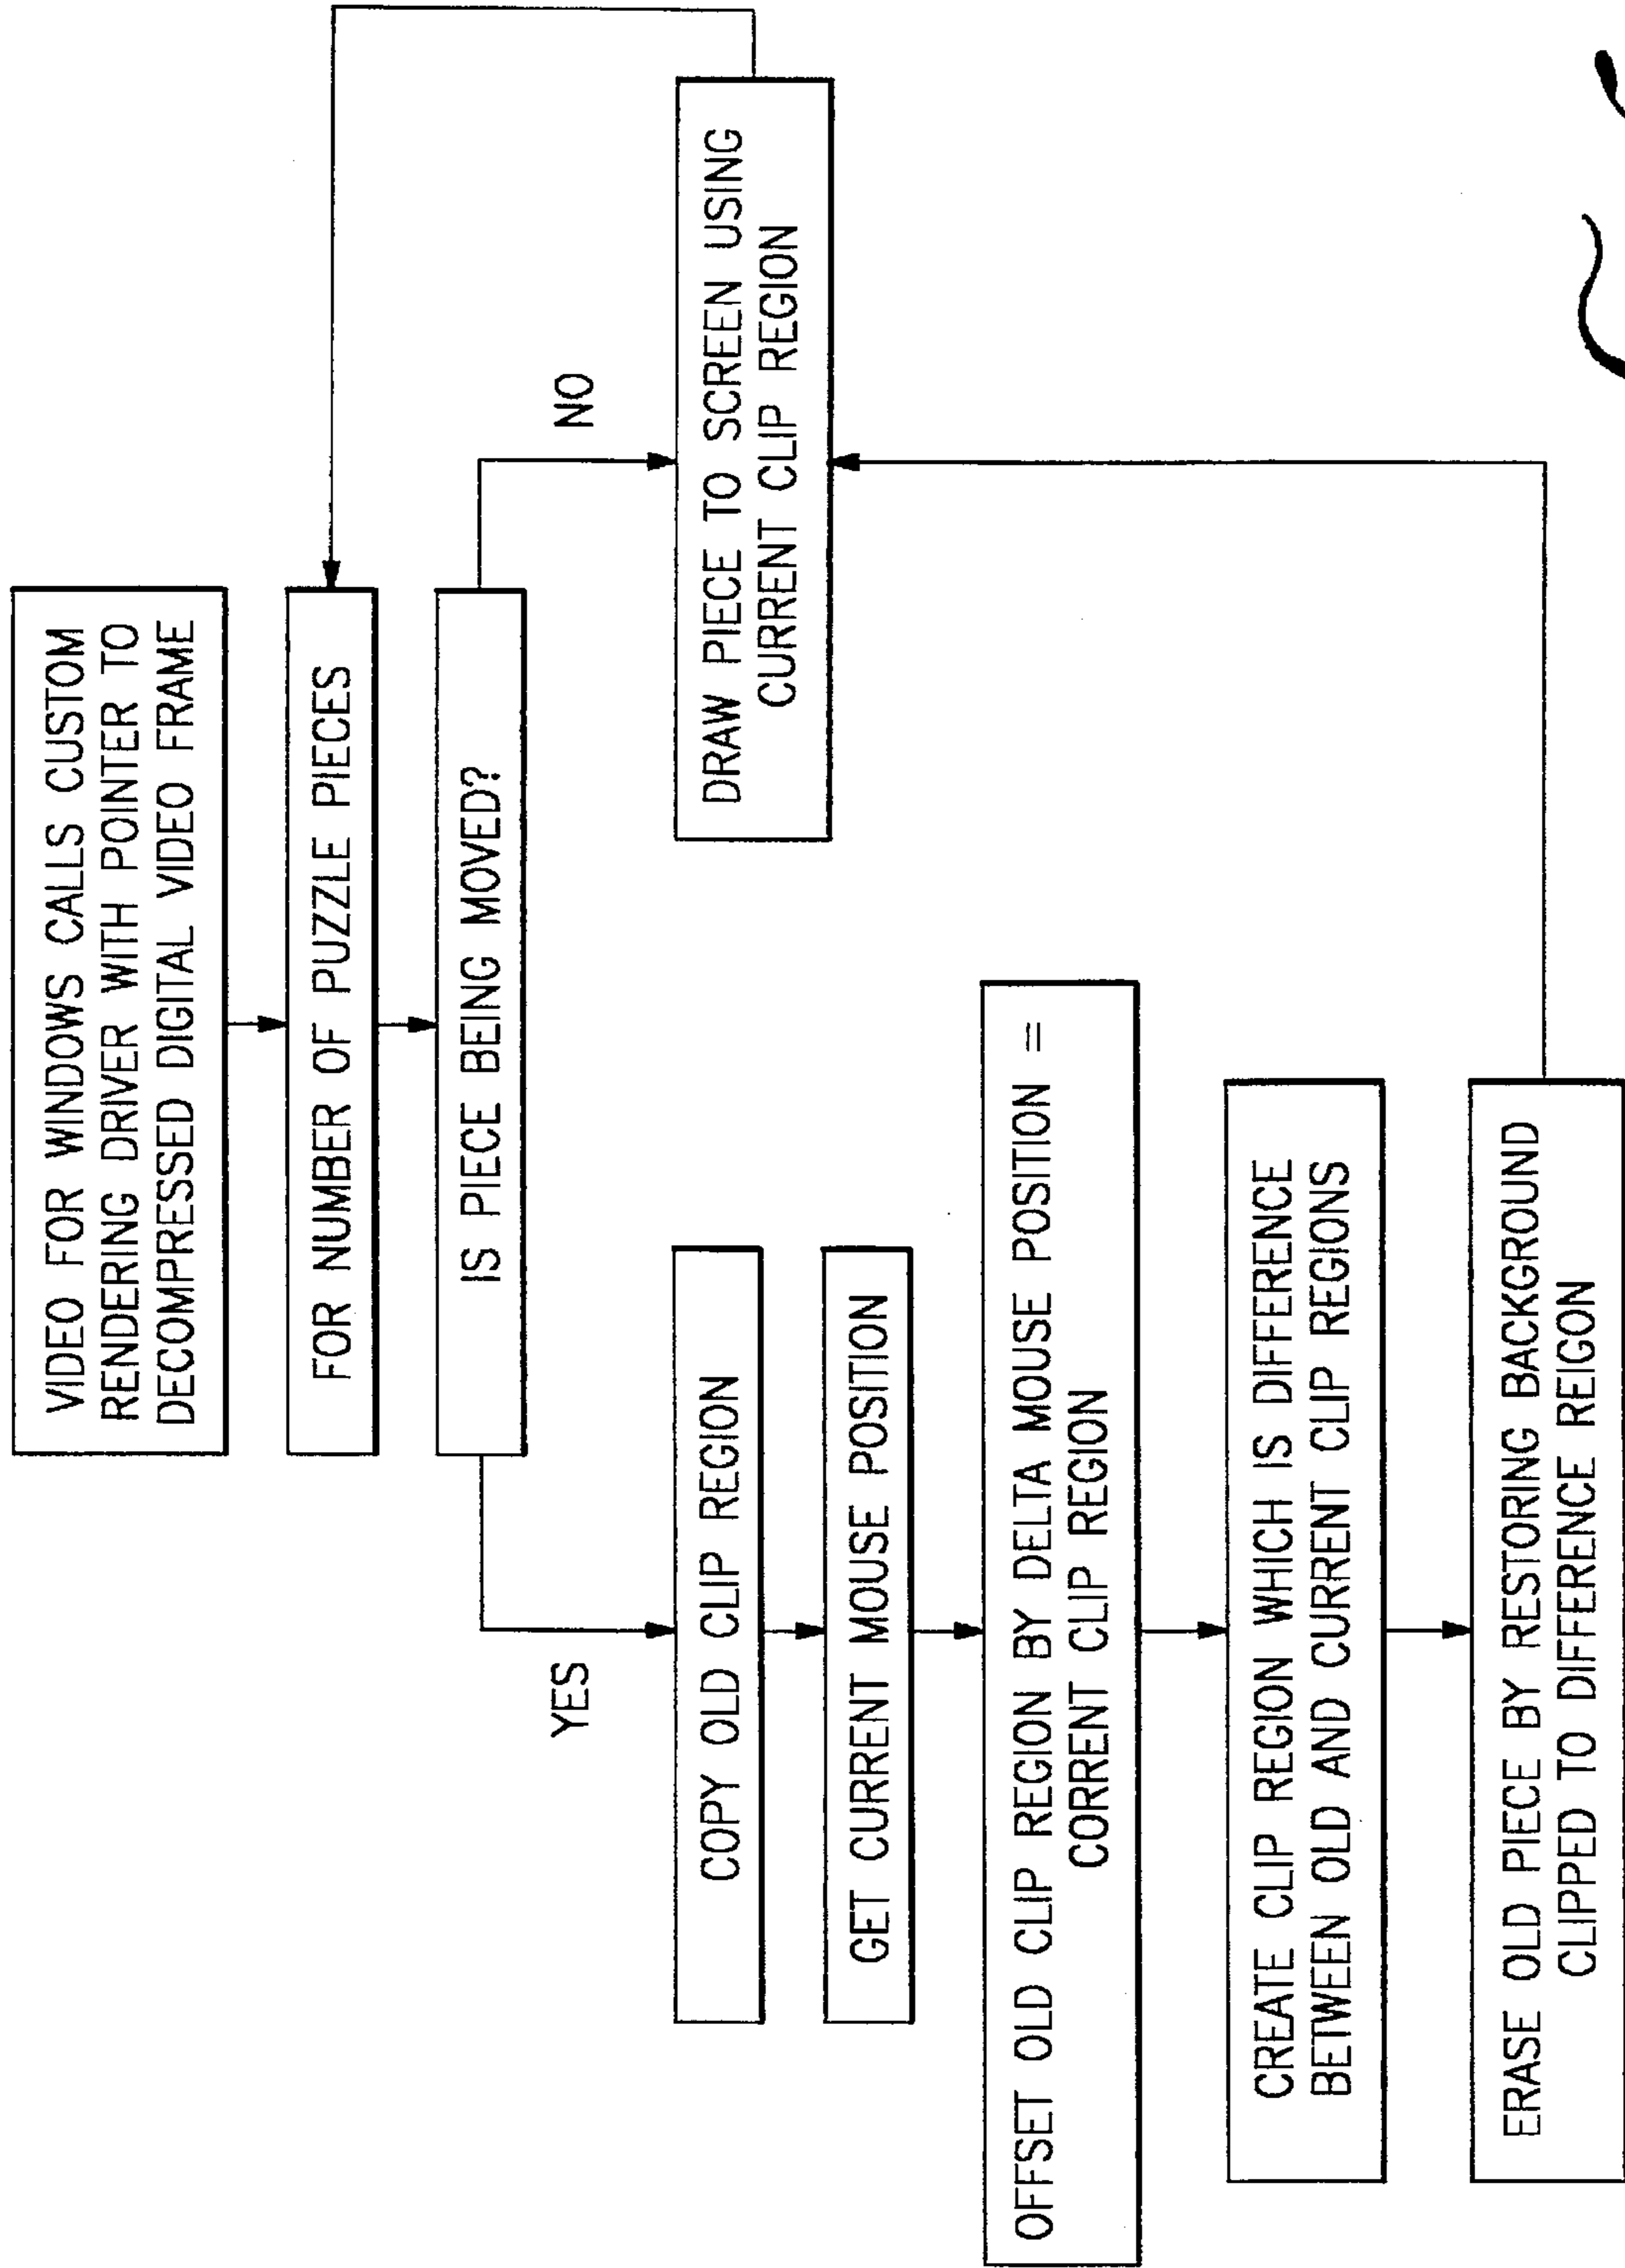 VIDEO FOR WINDOWS CALLS CUSTOM
RENDERING DRIVER WITH POINTER TO
DECOMPRESSED DIGITAL VIDEO FRAME
FOR NUMBER OF PUZZLE PIECES
IS PIECE BEING MOVED?
YES
NO
COPY OLD CLIP REGION
GET CURRENT MOUSE POSITION
OFFSET OLD CLIP REGION BY DELTA MOUSE POSITION =
CORRENT CLIP REGION
CREATE CLIP REGION WHICH IS DIFFERENCE
BETWEEN OLD AND CURRENT CLIP REGIONS
ERASE OLD PIECE BY RESTORING BACKGROUND
CLIPPED TO DIFFERENCE REIGON
DRAW PIECE TO SCREEN USING
CURRENT CLIP REGION